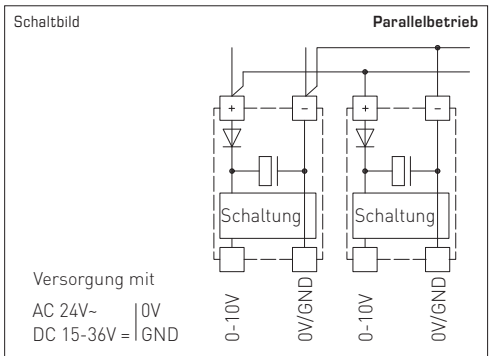 Schaltbild
Parallelbetrieb
+
−
+
−
Schaltung
Schaltung
Versorgung mit
AC 24V~ |0V
DC 15-36V = |GND
0-10V
0V/GND
0-10V
0V/GND